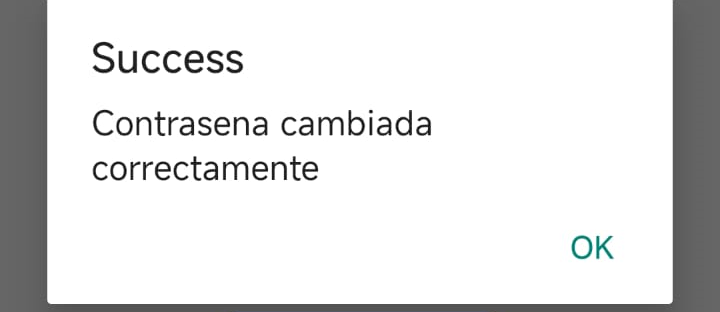 Success
Contrasena cambiada
correctamente
OK